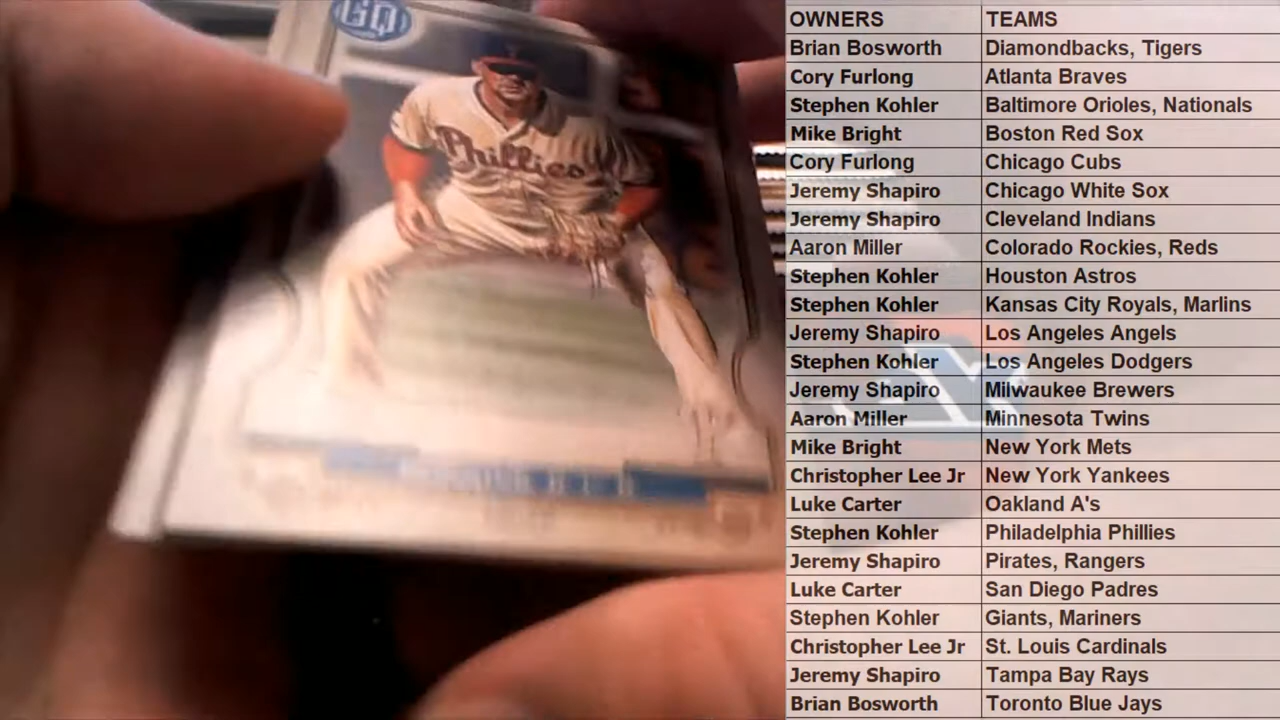 GQ
Phillies
OWNERS TEAMS
Brian Bosworth Diamondbacks, Tigers
Cory Furlong Atlanta Braves
Stephen Kohler Baltimore Orioles, Nationals
Mike Bright Boston Red Sox
Cory Furlong Chicago Cubs
Jeremy Shapiro Chicago White Sox
Jeremy Shapiro Cleveland Indians
Aaron Miller Colorado Rockies, Reds
Stephen Kohler Houston Astros
Stephen Kohler Kansas City Royals, Marlins
Jeremy Shapiro Los Angeles Angels
Stephen Kohler Los Angeles Dodgers
Jeremy Shapiro Milwaukee Brewers
Aaron Miller Minnesota Twins
Mike Bright New York Mets
Christopher Lee Jr New York Yankees
Luke Carter Oakland A's
Stephen Kohler Philadelphia Phillies
Jeremy Shapiro Pirates, Rangers
Luke Carter San Diego Padres
Stephen Kohler Giants, Mariners
Christopher Lee Jr St. Louis Cardinals
Jeremy Shapiro Tampa Bay Rays
Brian Bosworth Toronto Blue Jays